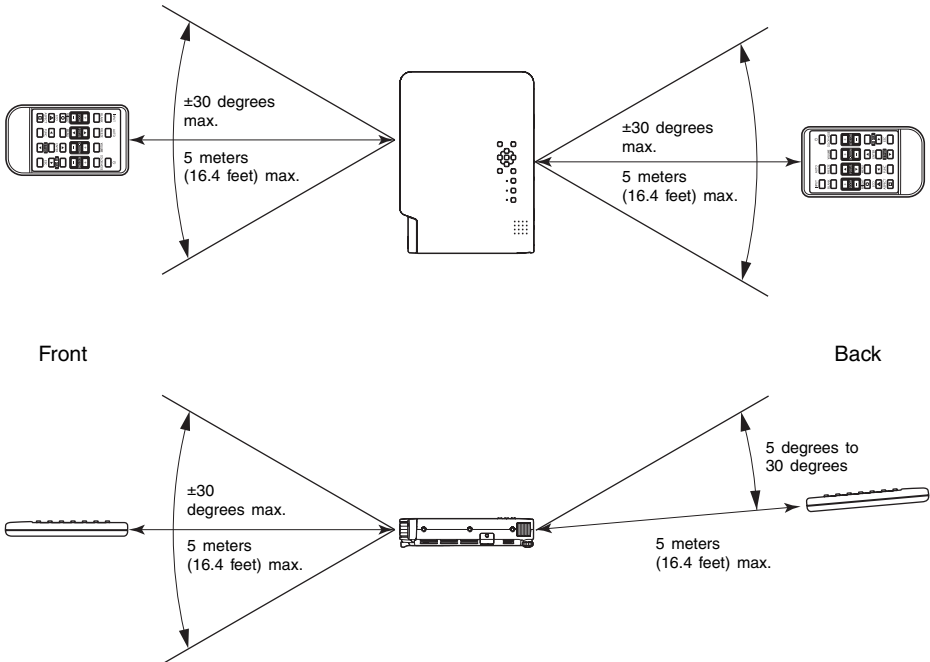 ±30 degrees
max.
5 meters
(16.4 feet) max.
±30 degrees
max.
5 meters
(16.4 feet) max.
Front
Back
±30
degrees max.
5 meters
(16.4 feet) max.
5 degrees to
30 degrees
5 meters
(16.4 feet) max.